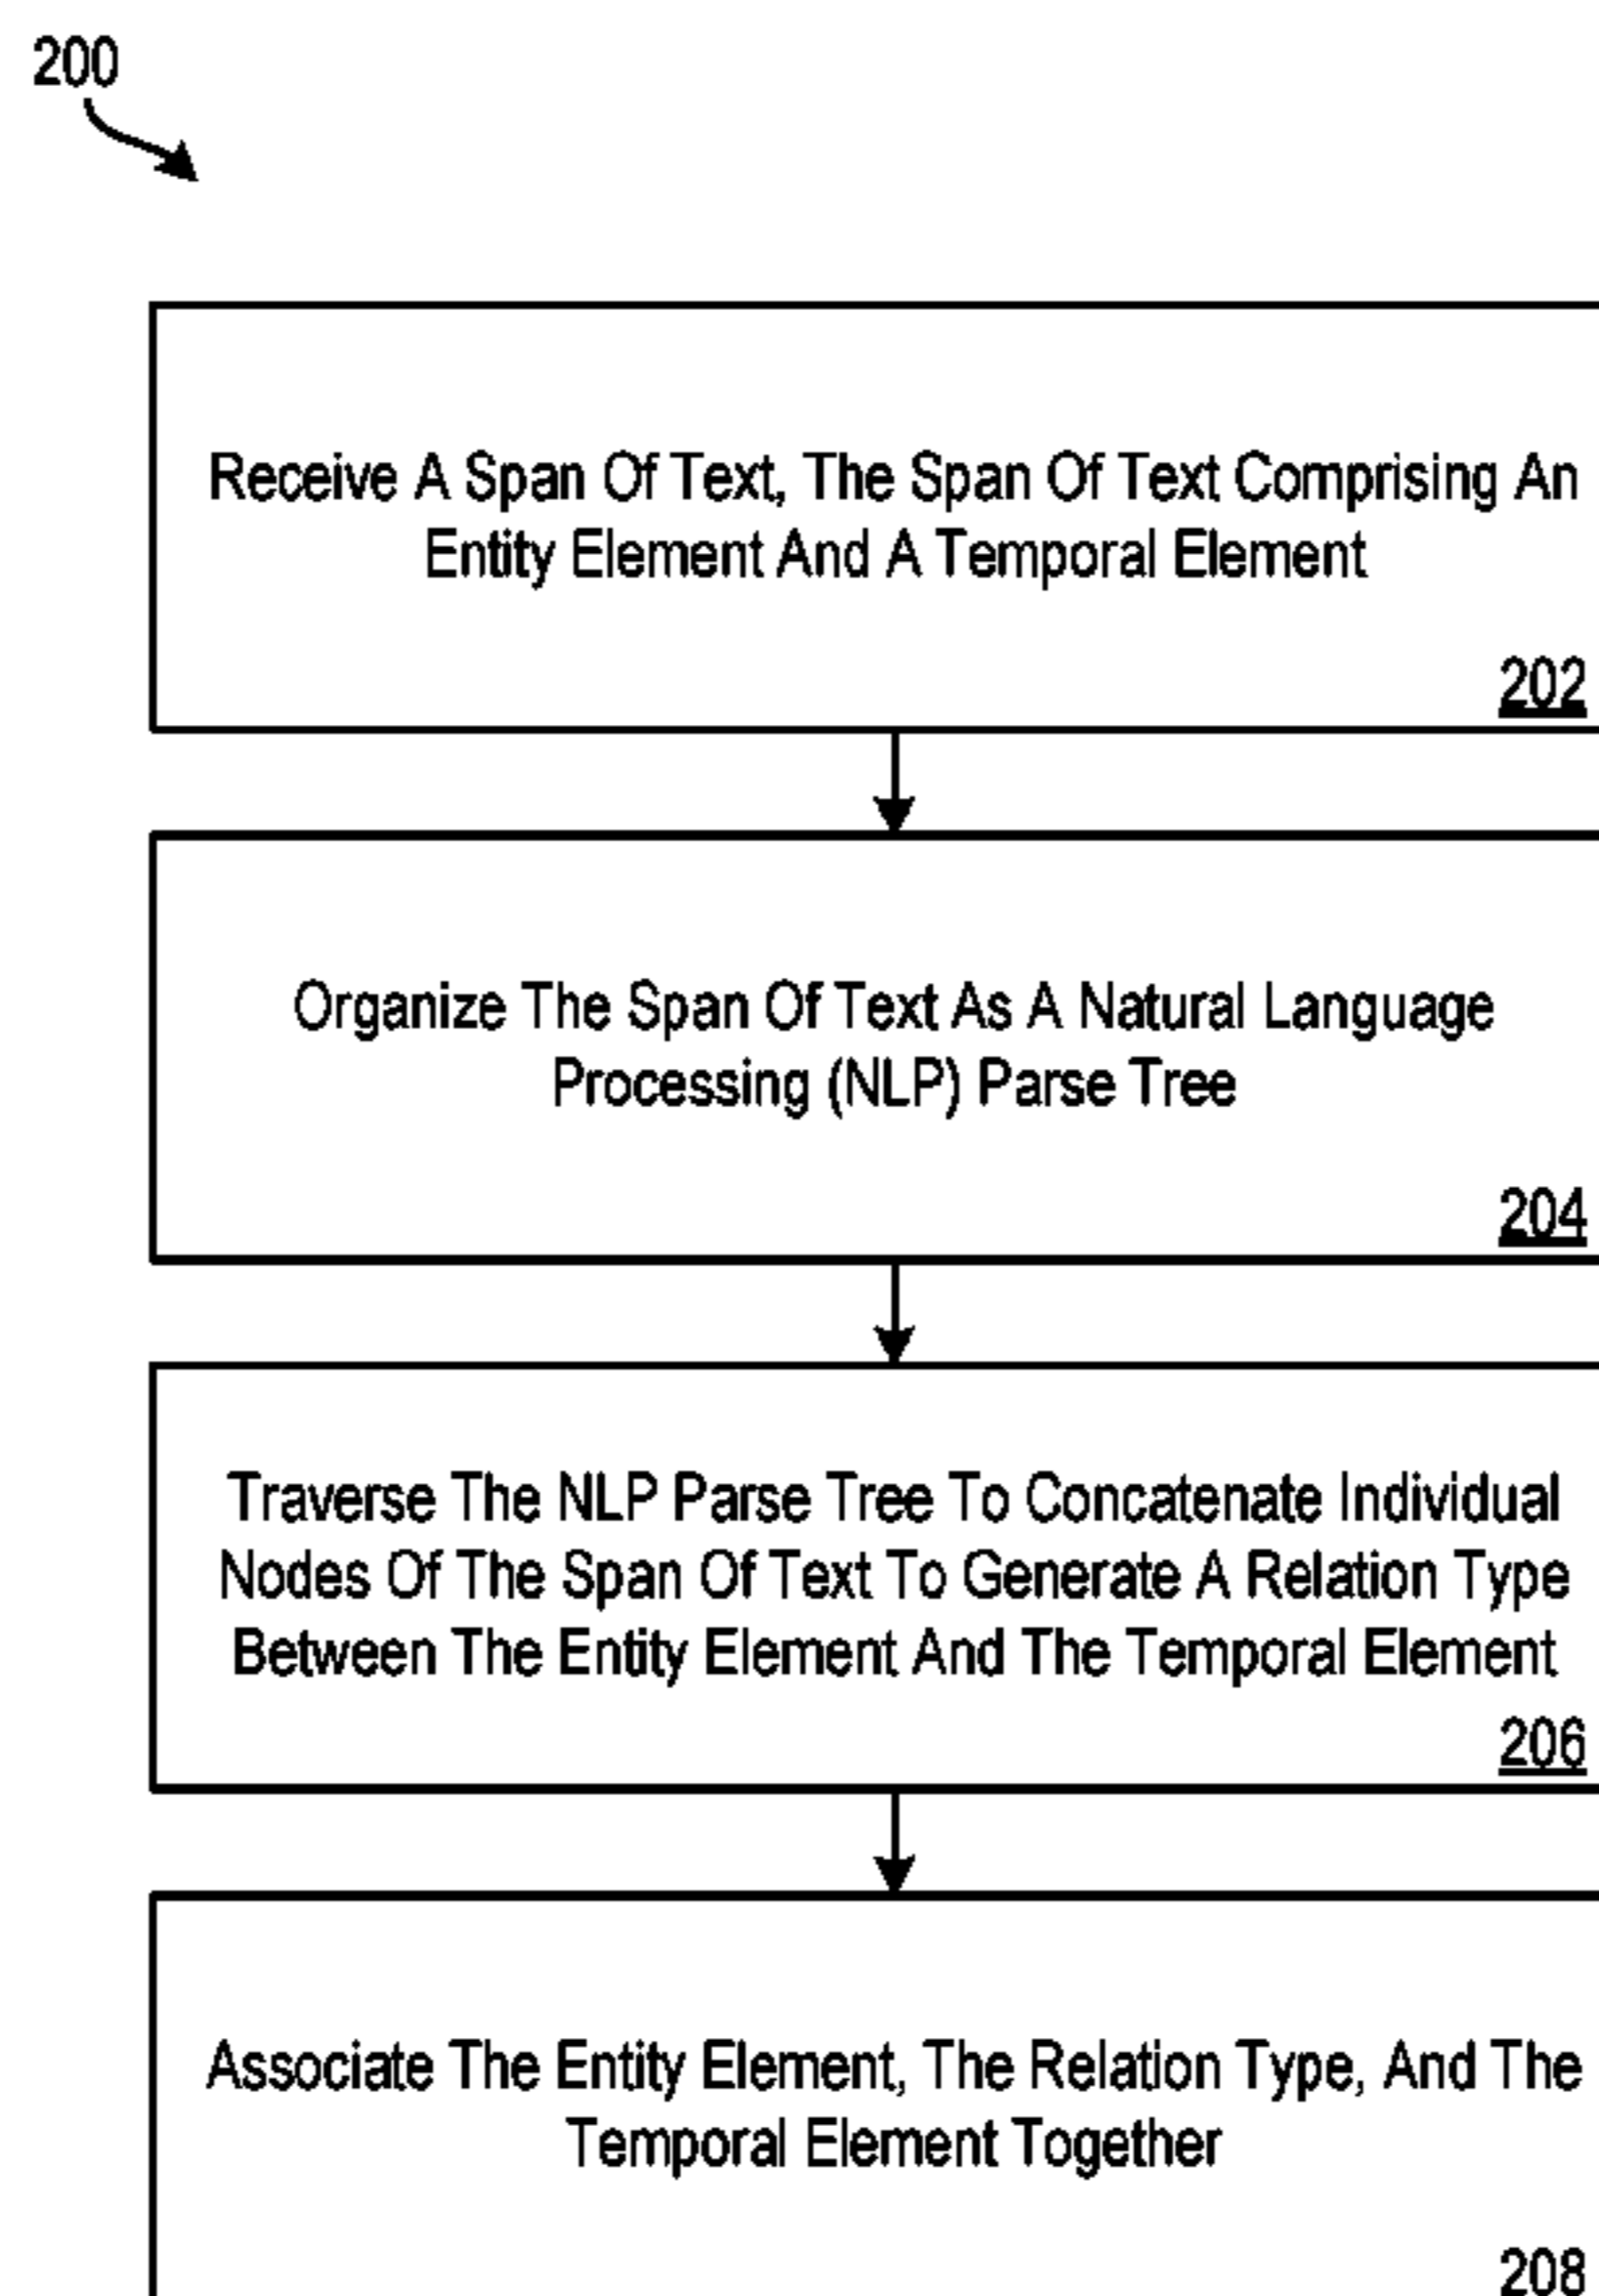 200
Receive A Span Of Text, The Span Of Text Comprising An
Entity Element And A Temporal Element
202
Organize The Span Of Text As A Natural Language
Processing (NLP) Parse Tree
204
Traverse The NLP Parse Tree To Concatenate Individual
Nodes Of The Span Of Text To Generate A Relation Type
Between The Entity Element And The Temporal Element
206
Associate The Entity Element, The Relation Type, And The
Temporal Element Together
208